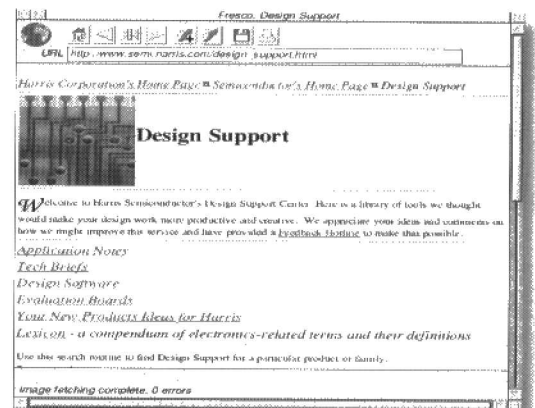 Fresco: Design Support
URL http://www.semi.harris.com/design_support.html
Harris Corporation's Home Page Semiconductor's Home Page Design Support
Design Support
Welcome to Harris Semiconductor's Design Support Center. Here is a library of tools we thought
would make your design work more productive and creative. We appreciate your ideas and comments on
how we might improve this service and have provided a Feedback Hotline to make that possible.
Application Notes
Tech Briefs
Design Software
Evaluation Boards
Your New Products Ideas for Harris
Lexicon - a compendium of electronics-related terms and their definitions
Use this search routine to find Design Support for a particular product or family.
Image fetching complete. 0 errors